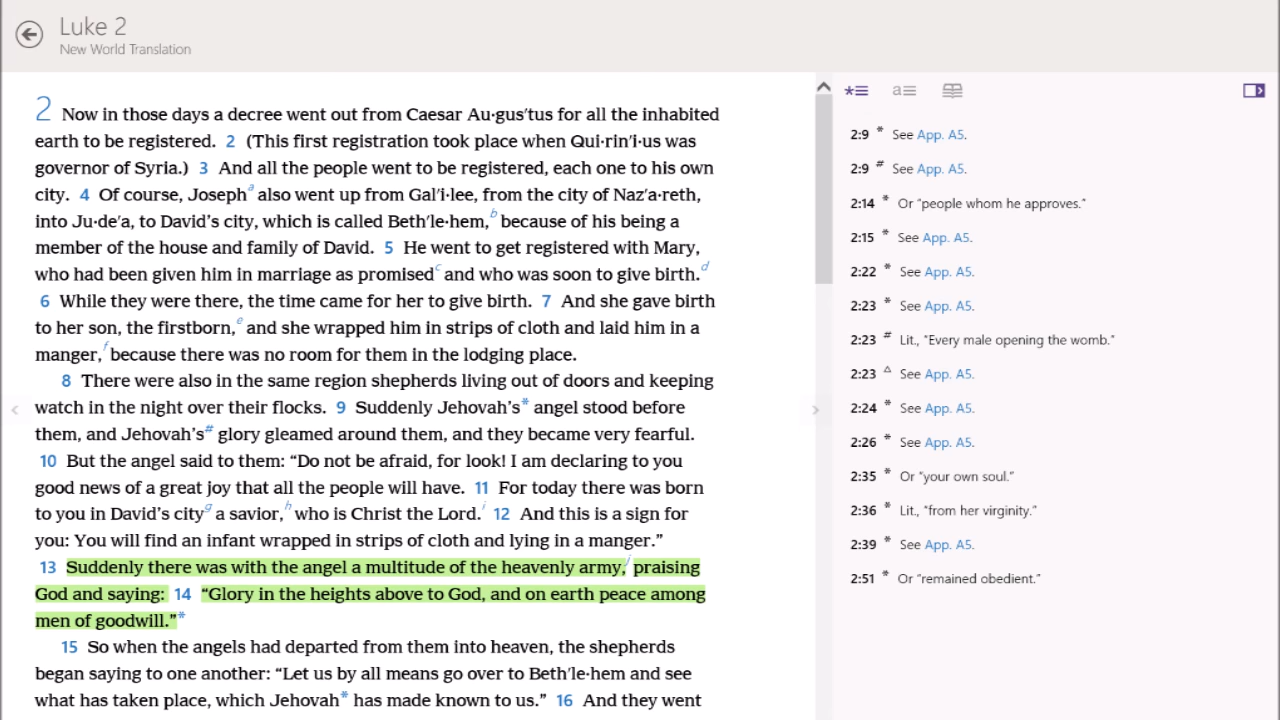 Luke 2
New World Translation
2 Now in those days a decree went out from Caesar Au·gusʹtus for all the inhabited
earth to be registered. 2 (This first registration took place when Qui·rinʹi·us was
governor of Syria.) 3 And all the people went to be registered, each one to his own
city. 4 Of course, Joseph a also went up from Galʹi·lee, from the city of Nazʹa·reth,
into Ju·deʹa, to David’s city, which is called Bethʹle·hem, b because of his being a
member of the house and family of David. 5 He went to get registered with Mary,
who had been given him in marriage as promised c and who was soon to give birth. d
6 While they were there, the time came for her to give birth. 7 And she gave birth
to her son, the firstborn, e and she wrapped him in strips of cloth and laid him in a
manger, f because there was no room for them in the lodging place.
8 There were also in the same region shepherds living out of doors and keeping
watch in the night over their flocks. 9 Suddenly Jehovah’s* angel stood before
them, and Jehovah’s# glory gleamed around them, and they became very fearful.
10 But the angel said to them: “Do not be afraid, for look! I am declaring to you
good news of a great joy that all the people will have. 11 For today there was born
to you in David’s city g a savior, h who is Christ the Lord. i 12 And this is a sign for
you: You will find an infant wrapped in strips of cloth and lying in a manger.”
13 Suddenly there was with the angel a multitude of the heavenly army, j praising
God and saying: 14 “Glory in the heights above to God, and on earth peace among
men of goodwill.”*
15 So when the angels had departed from them into heaven, the shepherds
began saying to one another: “Let us by all means go over to Bethʹle·hem and see
what has taken place, which Jehovah* has made known to us.” 16 And they went
2:9 * See App. A5.
2:9 # See App. A5.
2:14 * Or “people whom he approves.”
2:15 * See App. A5.
2:22 * See App. A5.
2:23 * See App. A5.
2:23 # Lit., “Every male opening the womb.”
2:23 △ See App. A5.
2:24 * See App. A5.
2:26 * See App. A5.
2:35 * Or “your own soul.”
2:36 * Lit., “from her virginity.”
2:39 * See App. A5.
2:51 * Or “remained obedient.”